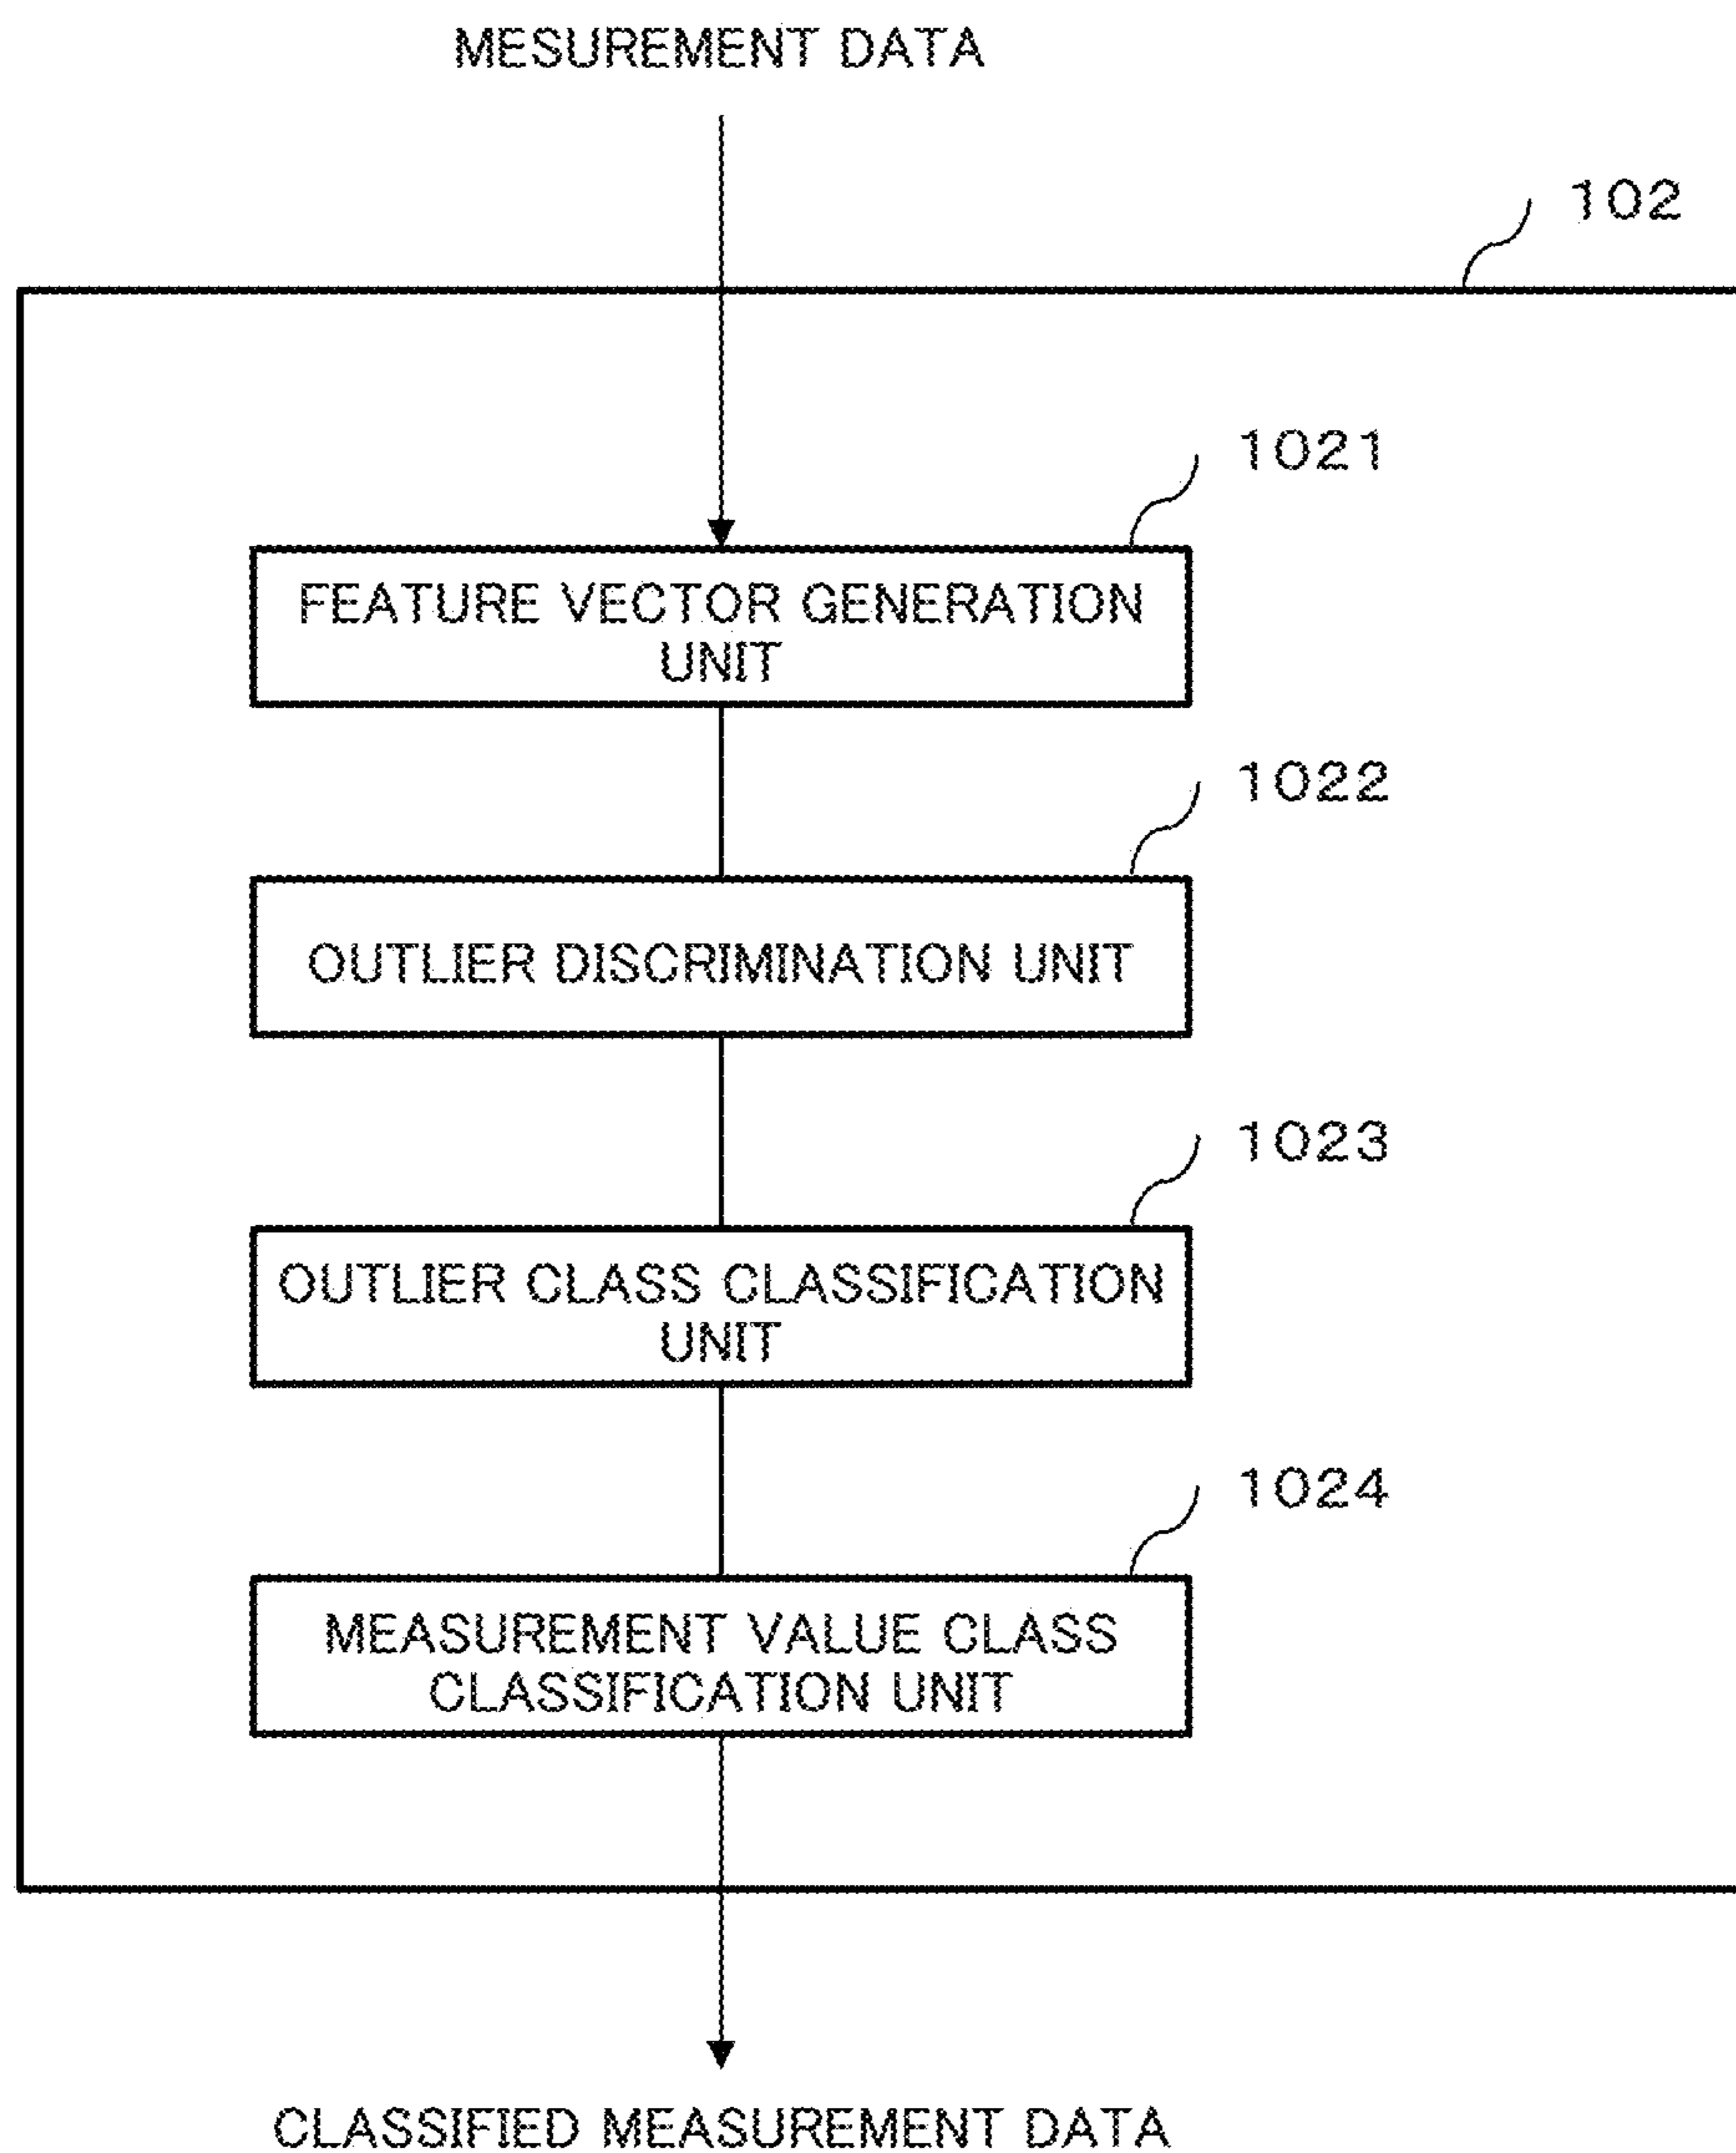 MESUREMENT DATA
102
1021
FEATURE VECTOR GENERATION
UNIT
1022
OUTLIER DISCRIMINATION UNIT
1023
OUTLIER CLASS CLASSIFICATION
UNIT
1024
MEASUREMENT VALUE CLASS
CLASSIFICATION UNIT
CLASSIFIED MEASUREMENT DATA